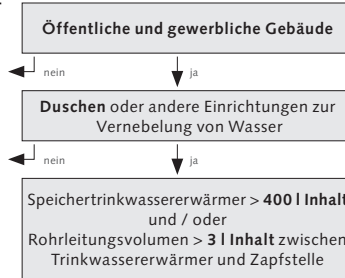 Öffentliche und gewerbliche Gebäude
nein
ja
Duschen oder andere Einrichtungen zur
Vernebelung von Wasser
nein
ja
Speichertrinkwassererwärmer > 400 l Inhalt
und / oder
Rohrleitungsvolumen > 3 l Inhalt zwischen
Trinkwassererwärmer und Zapfstelle